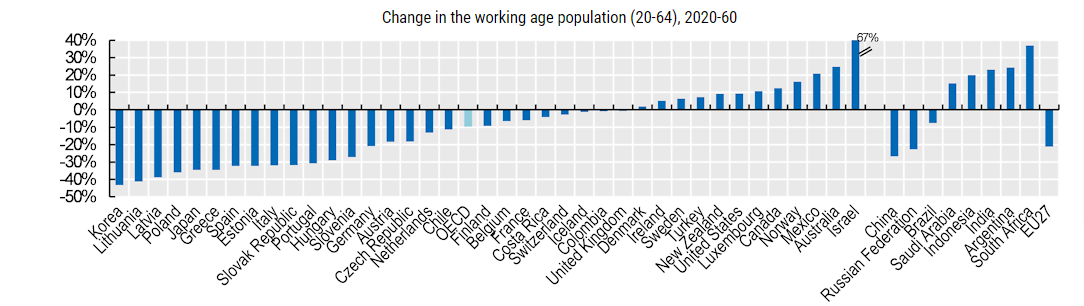 Change in the working age population (20-64), 2020-60
67%
40%
30%
20%
10%
0%
-10%
-20%
-30%
-40%
-50%
Korea
Lithuania
Latvia
Poland
Japan
Greece
Spain
Estonia
Italy
Slovak Republic
Portugal
Hungary
Slovenia
Germany
Austria
Czech Republic
Netherlands
Chile
OECD
Finland
Belgium
France
Costa Rica
Switzerland
Iceland
Colombia
United Kingdom
Denmark
Ireland
Sweden
Turkey
New Zealand
United States
Luxembourg
Canada
Norway
Mexico
Australia
Israel
China
Russian Federation
Brazil
Saudi Arabia
Indonesia
India
Argentina
South Africa
EU27